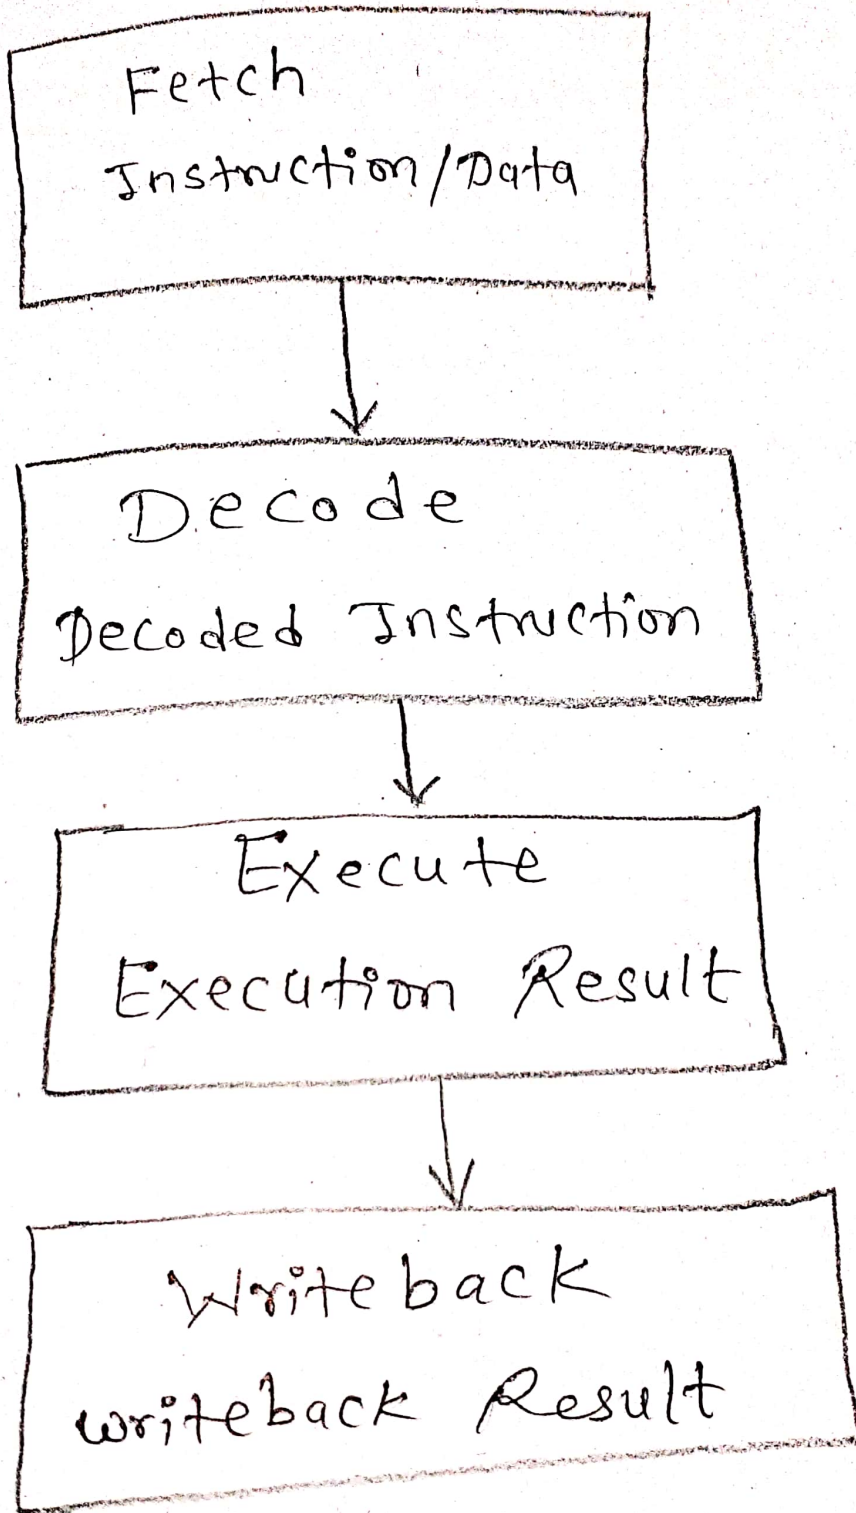 Fetch
Instruction/Data
Decode
Decoded Instruction
Execute
Execution Result
Writeback
writeback Result